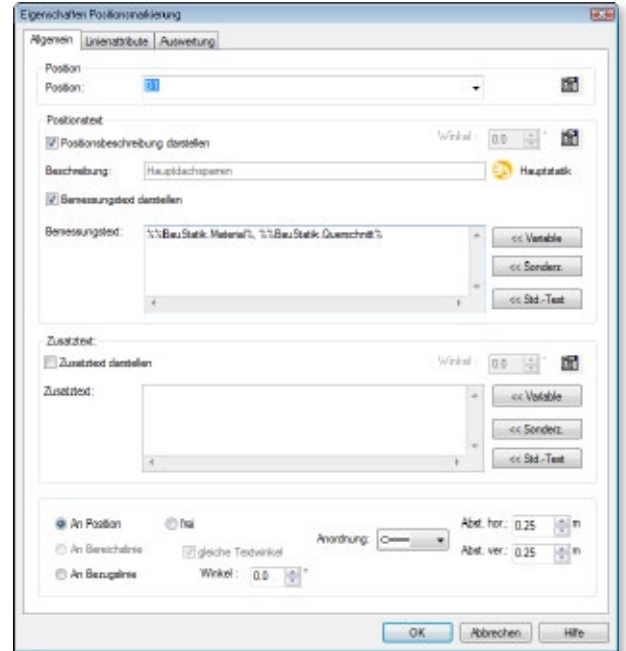 Eigenschaften Positionsmarkierung
Allgemein Linienattribute Auswertung
Position
Position: D1
Positionstext
Positionsbeschreibung darstellen Winkel: 0.0 °
Beschreibung: Hauptdachsparren Hauptstatik
Bemessungstext darstellen
Bemessungstext: %%BauStatik.Material%, %%BauStatik.Querschnitt%
<< Variable
<< Sonderz.
<< Std.-Text
Zusatztext:
Zusatztext darstellen Winkel: 0.0 °
Zusatztext:
<< Variable
<< Sonderz.
<< Std.-Text
An Position frei Anordnung: Abst. hor.: 0.25 m
An Bereichslinie gleiche Textwinkel Abst. ver.: 0.25 m
An Bezugslinie Winkel: 0.0 °
OK Abbrechen Hilfe